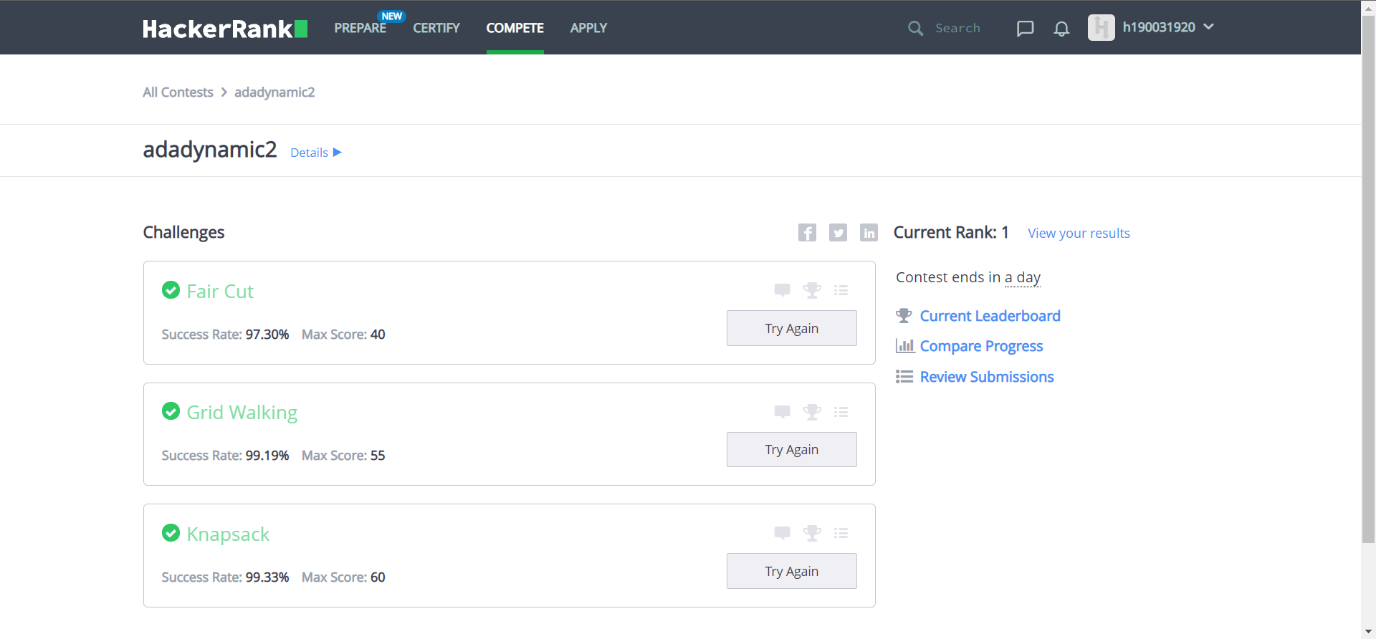 HackerRank PREPARE NEW CERTIFY COMPETE APPLY Search h190031920
All Contests > adadynamic2
adadynamic2 Details ▶
Challenges
Current Rank: 1 View your results
Fair Cut
Success Rate: 97.30% Max Score: 40
Try Again
Contest ends in a day
Current Leaderboard
Compare Progress
Review Submissions
Grid Walking
Success Rate: 99.19% Max Score: 55
Try Again
Knapsack
Success Rate: 99.33% Max Score: 60
Try Again